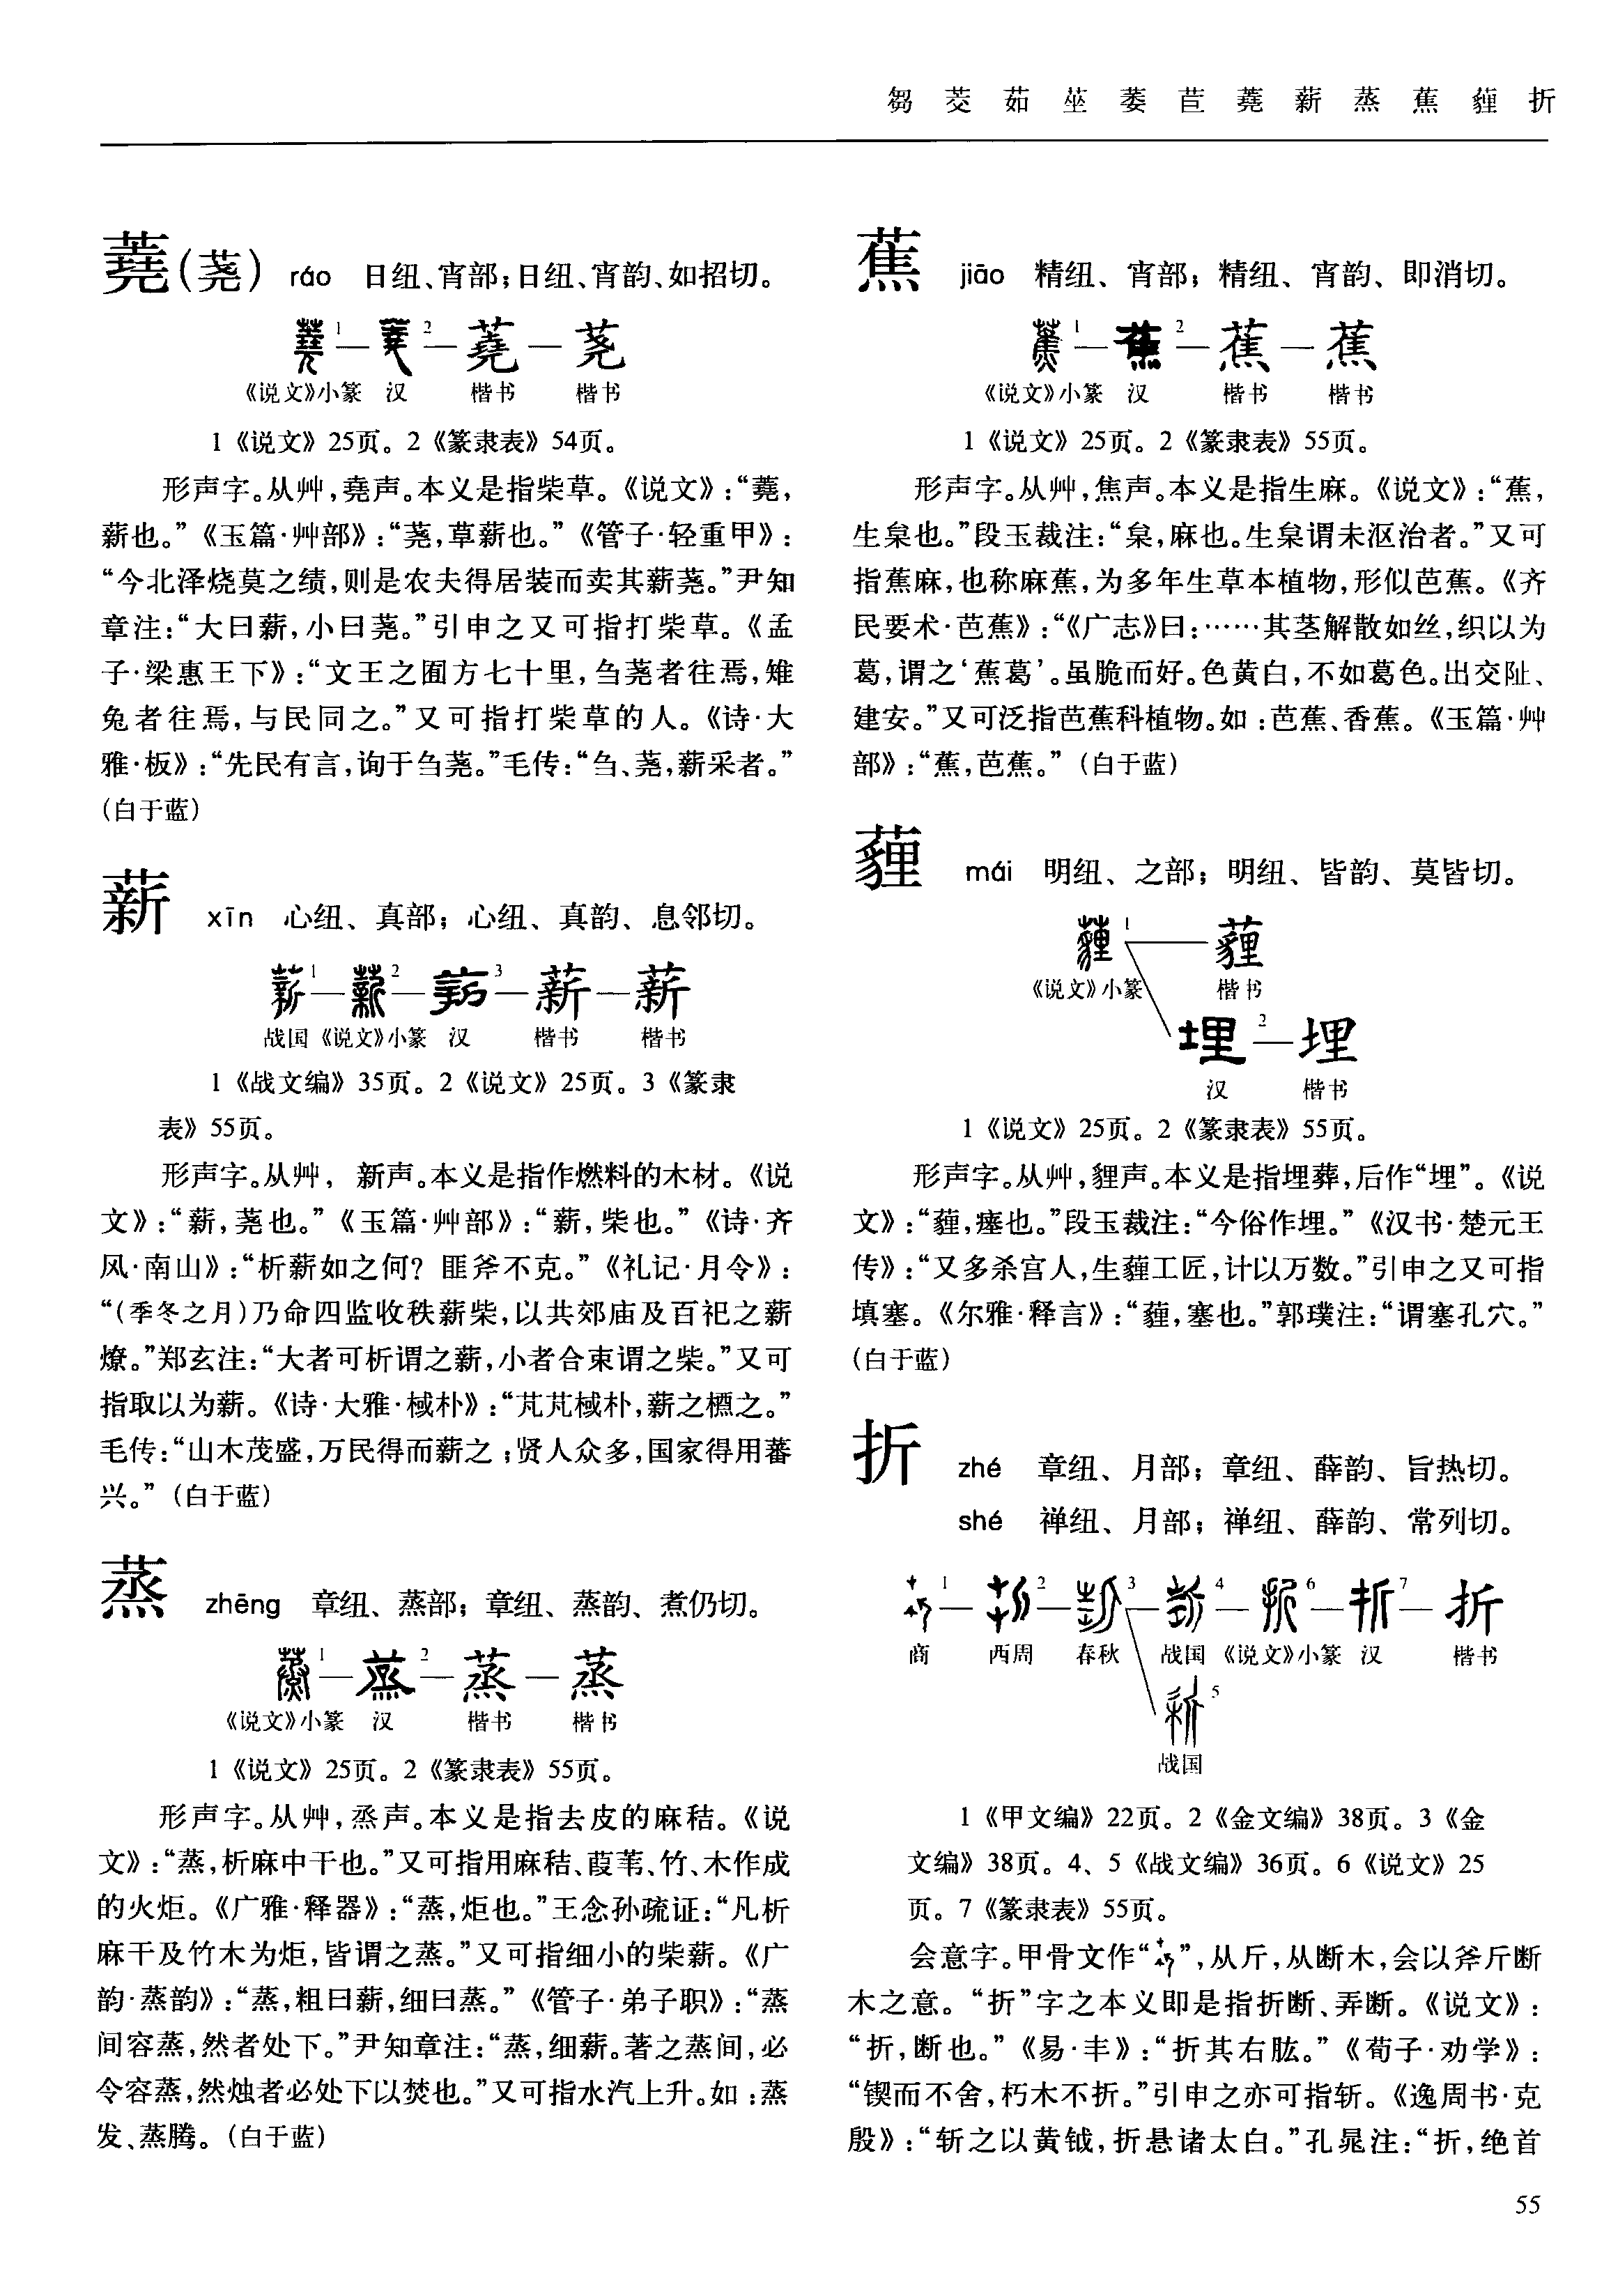 芻 茭 茹 莝 萎 苣 蕘 薪 蒸 蕉 薶 折
蕘(荛) ráo 日纽、宵部;日纽、宵韵、如招切。
1—2—蕘—荛
《说文》小篆 汉 楷书 楷书
1《说文》25页。2《篆隶表》54页。
形声字。从艸,堯声。本义是指柴草。《说文》:“蕘,
薪也。”《玉篇·艸部》:“荛,草薪也。”《管子·轻重甲》:
“今北泽烧莫之绩,则是农夫得居装而卖其薪荛。”尹知
章注:“大曰薪,小曰荛。”引申之又可指打柴草。《孟
子·梁惠王下》:“文王之囿方七十里,刍荛者往焉,雉
兔者往焉,与民同之。”又可指打柴草的人。《诗·大
雅·板》:“先民有言,询于刍荛。”毛传:“刍、荛,薪采者。”
(白于蓝)
薪 xīn 心纽、真部;心纽、真韵、息邻切。
1—2—3—薪—薪
战国 《说文》小篆 汉 楷书 楷书
1《战文编》35页。2《说文》25页。3《篆隶
表》55页。
形声字。从艸,新声。本义是指作燃料的木材。《说
文》:“薪,荛也。”《玉篇·艸部》:“薪,柴也。”《诗·齐
风·南山》:“析薪如之何?匪斧不克。”《礼记·月令》:
“(季冬之月)乃命四监收秩薪柴,以共郊庙及百祀之薪
燎。”郑玄注:“大者可析谓之薪,小者合束谓之柴。”又可
指取以为薪。《诗·大雅·棫朴》:“芃芃棫朴,薪之槱之。”
毛传:“山木茂盛,万民得而薪之;贤人众多,国家得用蕃
兴。”(白于蓝)
蒸 zhēng 章纽、蒸部;章纽、蒸韵、煮仍切。
1—2—蒸—蒸
《说文》小篆 汉 楷书 楷书
1《说文》25页。2《篆隶表》55页。
形声字。从艸,烝声。本义是指去皮的麻秸。《说
文》:“蒸,析麻中干也。”又可指用麻秸、葭苇、竹、木作成
的火炬。《广雅·释器》:“蒸,炬也。”王念孙疏证:“凡析
麻干及竹木为炬,皆谓之蒸。”又可指细小的柴薪。《广
韵·蒸韵》:“蒸,粗曰薪,细曰蒸。”《管子·弟子职》:“蒸
间容蒸,然者处下。”尹知章注:“蒸,细薪。著之蒸间,必
令容蒸,然烛者必处下以焚也。”又可指水汽上升。如:蒸
发、蒸腾。(白于蓝)
蕉 jiāo 精纽、宵部;精纽、宵韵、即消切。
1—2—蕉—蕉
《说文》小篆 汉 楷书 楷书
1《说文》25页。2《篆隶表》55页。
形声字。从艸,焦声。本义是指生麻。《说文》:“蕉,
生枲也。”段玉裁注:“枲,麻也。生枲谓未沤治者。”又可
指蕉麻,也称麻蕉,为多年生草本植物,形似芭蕉。《齐
民要术·芭蕉》:“《广志》曰:……其茎解散如丝,织以为
葛,谓之‘蕉葛’。虽脆而好。色黄白,不如葛色。出交阯、
建安。”又可泛指芭蕉科植物。如:芭蕉、香蕉。《玉篇·艸
部》:“蕉,芭蕉。”(白于蓝)
薶 mái 明纽、之部;明纽、皆韵、莫皆切。
1—薶
《说文》小篆 楷书
埋2—埋
汉 楷书
1《说文》25页。2《篆隶表》55页。
形声字。从艸,貍声。本义是指埋葬,后作“埋”。《说
文》:“薶,瘗也。”段玉裁注:“今俗作埋。”《汉书·楚元王
传》:“又多杀宫人,生薶工匠,计以万数。”引申之又可指
填塞。《尔雅·释言》:“薶,塞也。”郭璞注:“谓塞孔穴。”
(白于蓝)
折 zhé 章纽、月部;章纽、薛韵、旨热切。
shé 禅纽、月部;禅纽、薛韵、常列切。
1—2—3—4—6—折7—折
商 西周 春秋 战国 《说文》小篆 汉 楷书
5
战国
1《甲文编》22页。2《金文编》38页。3《金
文编》38页。4、5《战文编》36页。6《说文》25
页。7《篆隶表》55页。
会意字。甲骨文作“”,从斤,从断木,会以斧斤断
木之意。“折”字之本义即是指折断、弄断。《说文》:
“折,断也。”《易·丰》:“折其右肱。”《荀子·劝学》:
“锲而不舍,朽木不折。”引申之亦可指斩。《逸周书·克
殷》:“斩之以黄钺,折悬诸太白。”孔晁注:“折,绝首
55